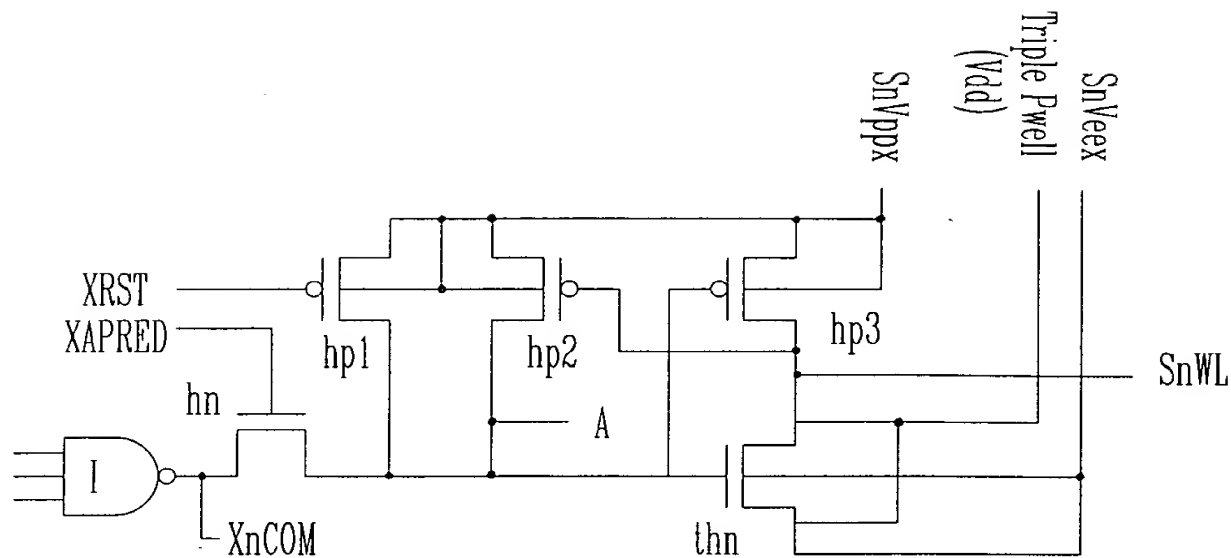 SnVppx
Triple Pwell
(Vdd)
SnVeex
XRST
XAPRED
hp1
hp2
hp3
SnWL
hn
A
I
XnCOM
thn